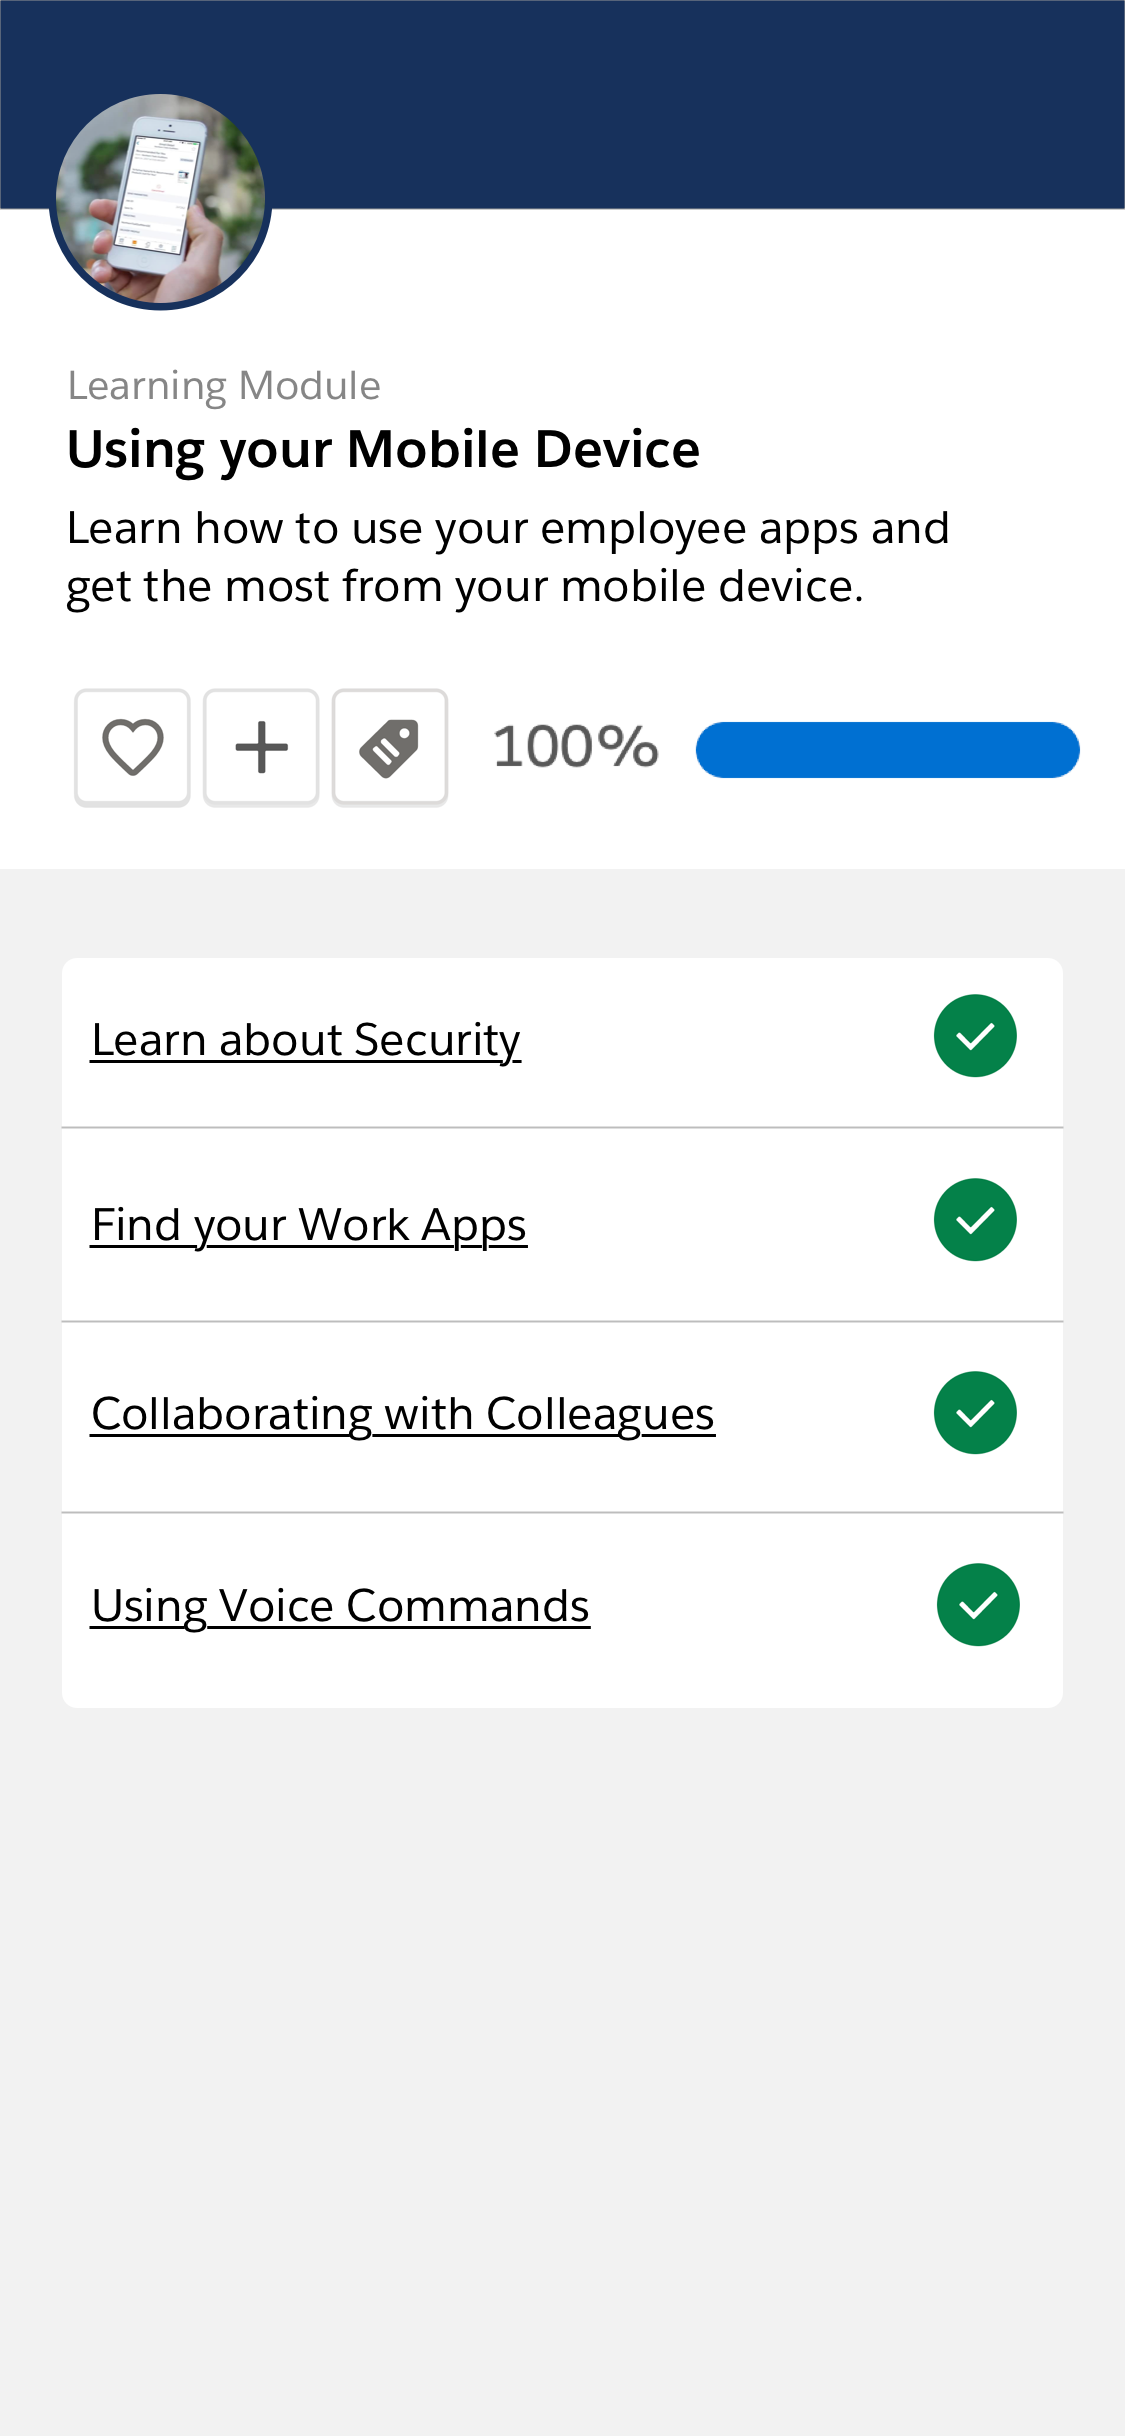 Learning Module
Using your Mobile Device
Learn how to use your employee apps and
get the most from your mobile device.
100%
Learn about Security
Find your Work Apps
Collaborating with Colleagues
Using Voice Commands